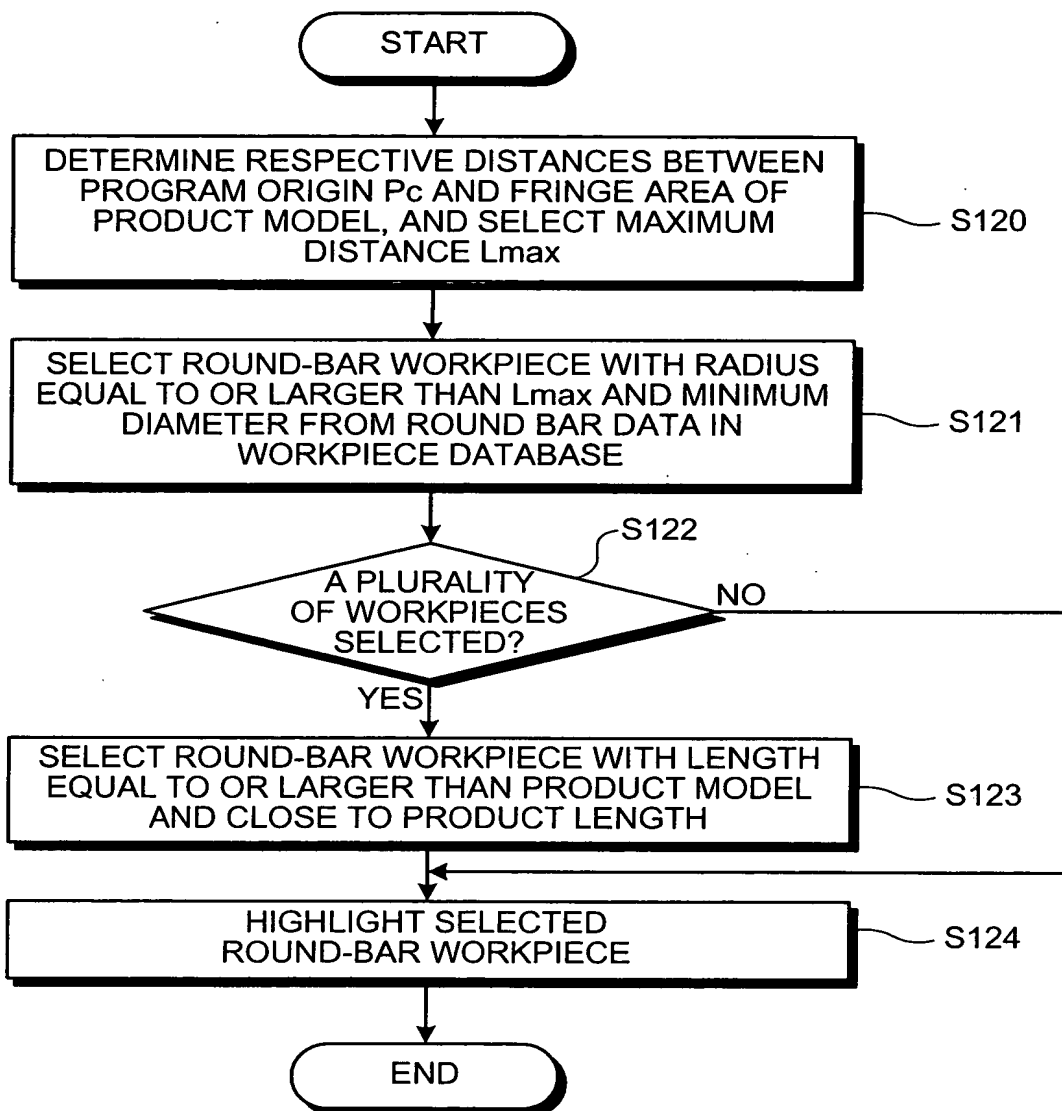 START
DETERMINE RESPECTIVE DISTANCES BETWEEN
PROGRAM ORIGIN Pc AND FRINGE AREA OF
PRODUCT MODEL, AND SELECT MAXIMUM
DISTANCE Lmax
S120
SELECT ROUND-BAR WORKPIECE WITH RADIUS
EQUAL TO OR LARGER THAN Lmax AND MINIMUM
DIAMETER FROM ROUND BAR DATA IN
WORKPIECE DATABASE
S121
S122
A PLURALITY
OF WORKPIECES
SELECTED?
NO
YES
SELECT ROUND-BAR WORKPIECE WITH LENGTH
EQUAL TO OR LARGER THAN PRODUCT MODEL
AND CLOSE TO PRODUCT LENGTH
S123
HIGHLIGHT SELECTED
ROUND-BAR WORKPIECE
S124
END